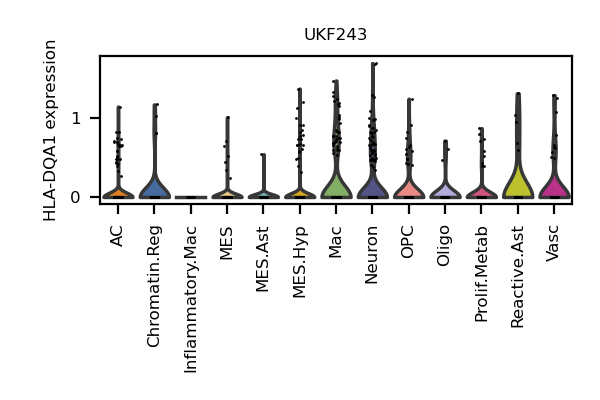 UKF243
HLA-DQA1 expression
1
0
AC
Chromatin.Reg
Inflammatory.Mac
MES
MES.Ast
MES.Hyp
Mac
Neuron
OPC
Oligo
Prolif.Metab
Reactive.Ast
Vasc